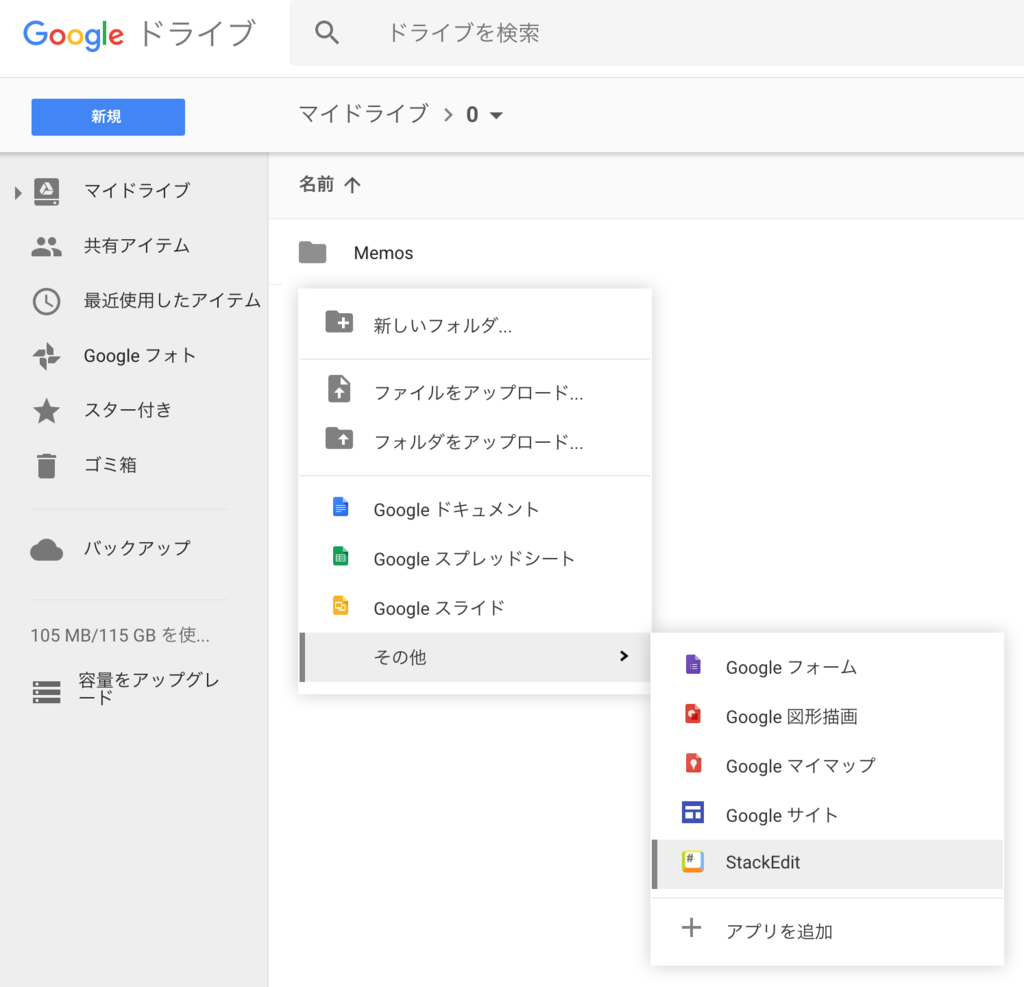 Google ドライブ
ドライブを検索
新規
マイドライブ > 0
マイドライブ
共有アイテム
最近使用したアイテム
Google フォト
スター付き
ゴミ箱
バックアップ
105 MB/115 GB を使...
容量をアップグレ
ード
名前
Memos
新しいフォルダ...
ファイルをアップロード...
フォルダをアップロード...
Google ドキュメント
Google スプレッドシート
Google スライド
その他
Google フォーム
Google 図形描画
Google マイマップ
Google サイト
# StackEdit
アプリを追加